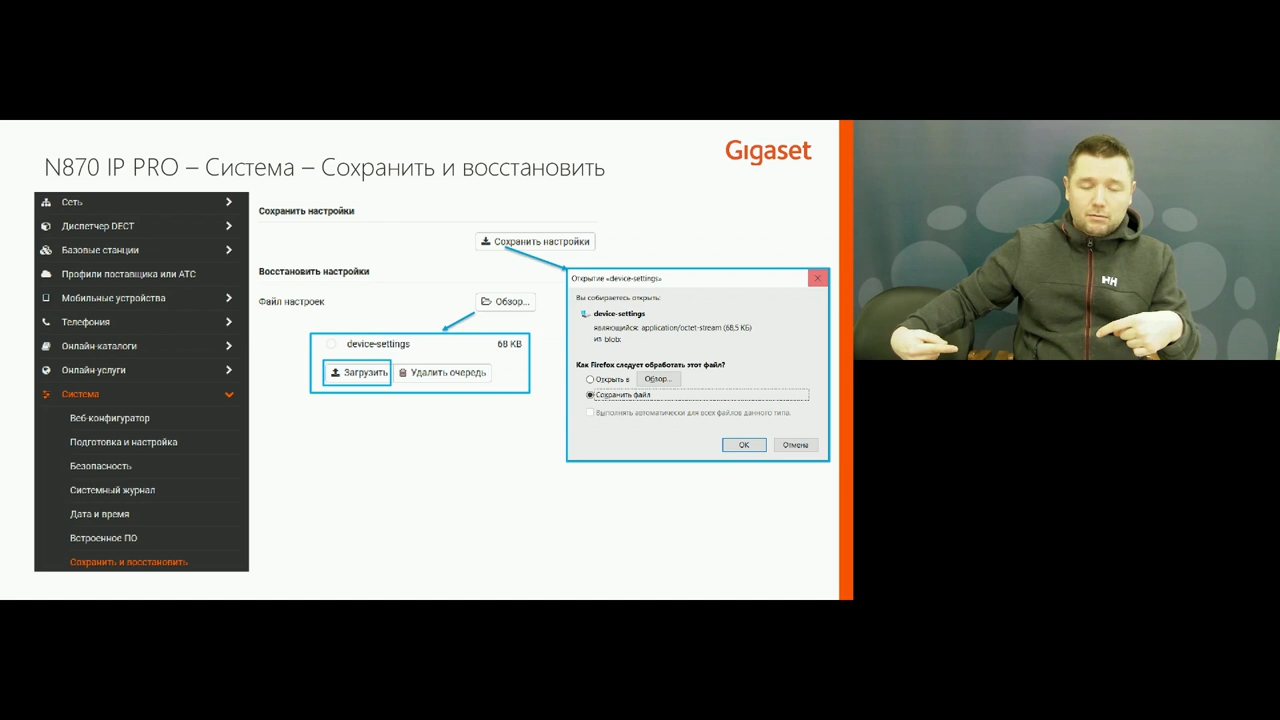 Gigaset
N870 IP PRO – Система – Сохранить и восстановить
Сеть
Диспетчер DECT
Базовые станции
Профили поставщика или АТС
Мобильные устройства
Телефония
Онлайн-каталоги
Онлайн-услуги
Система
Веб-конфигуратор
Подготовка и настройка
Безопасность
Системный журнал
Дата и время
Встроенное ПО
Сохранить и восстановить
Сохранить настройки
Сохранить настройки
Восстановить настройки
Файл настроек
Обзор...
device-settings 68 KB
Загрузить Удалить очередь
Открытие «device-settings»
Вы собираетесь открыть:
device-settings
являющийся: application/octet-stream (68,5 КБ)
из blob:
Как Firefox следует обработать этот файл?
Открыть в Обзор...
Сохранить файл
Выполнять автоматически для всех файлов данного типа.
ОК Отмена
HH